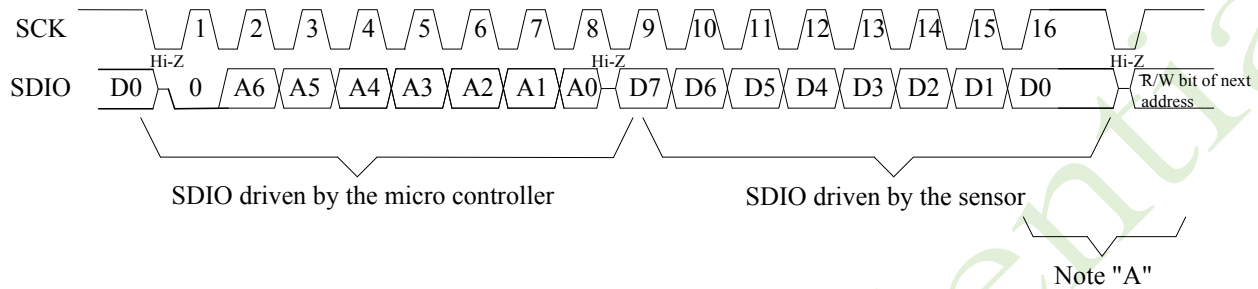 SCK 1 2 3 4 5 6 7 8 9 10 11 12 13 14 15 16
Hi-Z Hi-Z Hi-Z
SDIO D0 0 A6 A5 A4 A3 A2 A1 A0 D7 D6 D5 D4 D3 D2 D1 D0 R/W bit of next
address
SDIO driven by the micro controller SDIO driven by the sensor
Note "A"